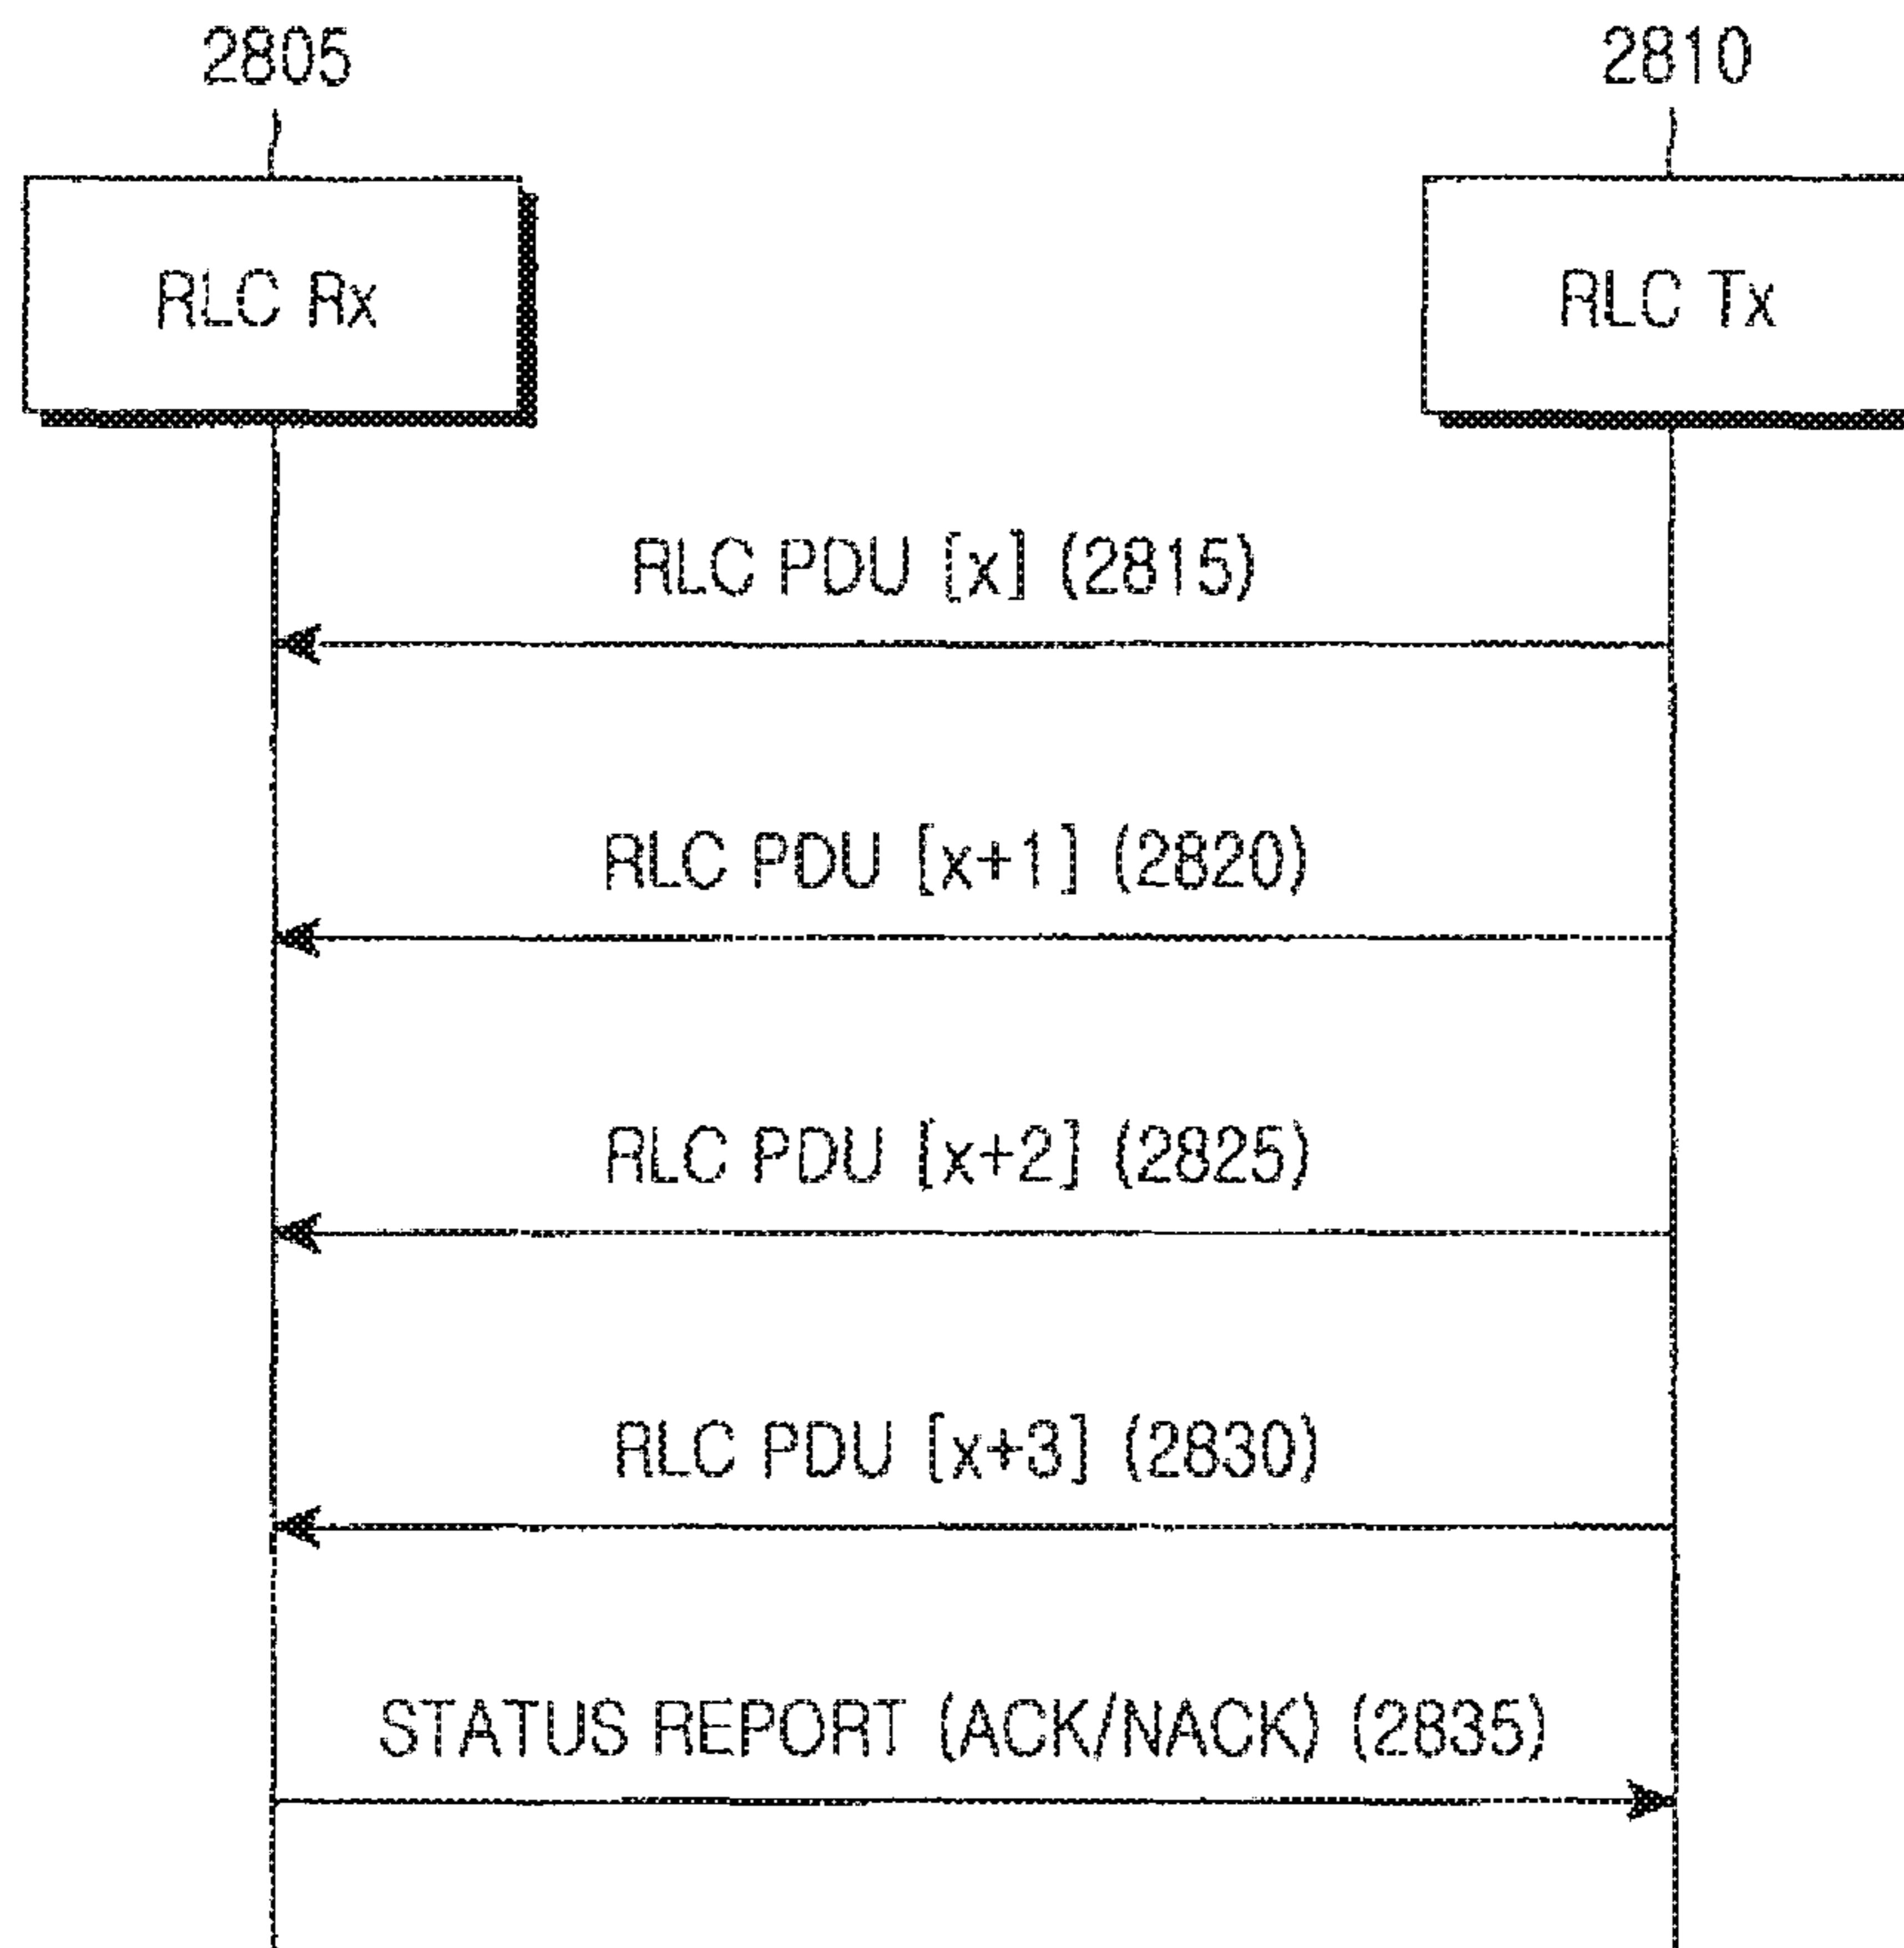 2805 2810
RLC Rx RLC Tx
RLC PDU [x] (2815)
RLC PDU [x+1] (2820)
RLC PDU [x+2] (2825)
RLC PDU [x+3] (2830)
STATUS REPORT (ACK/NACK) (2835)